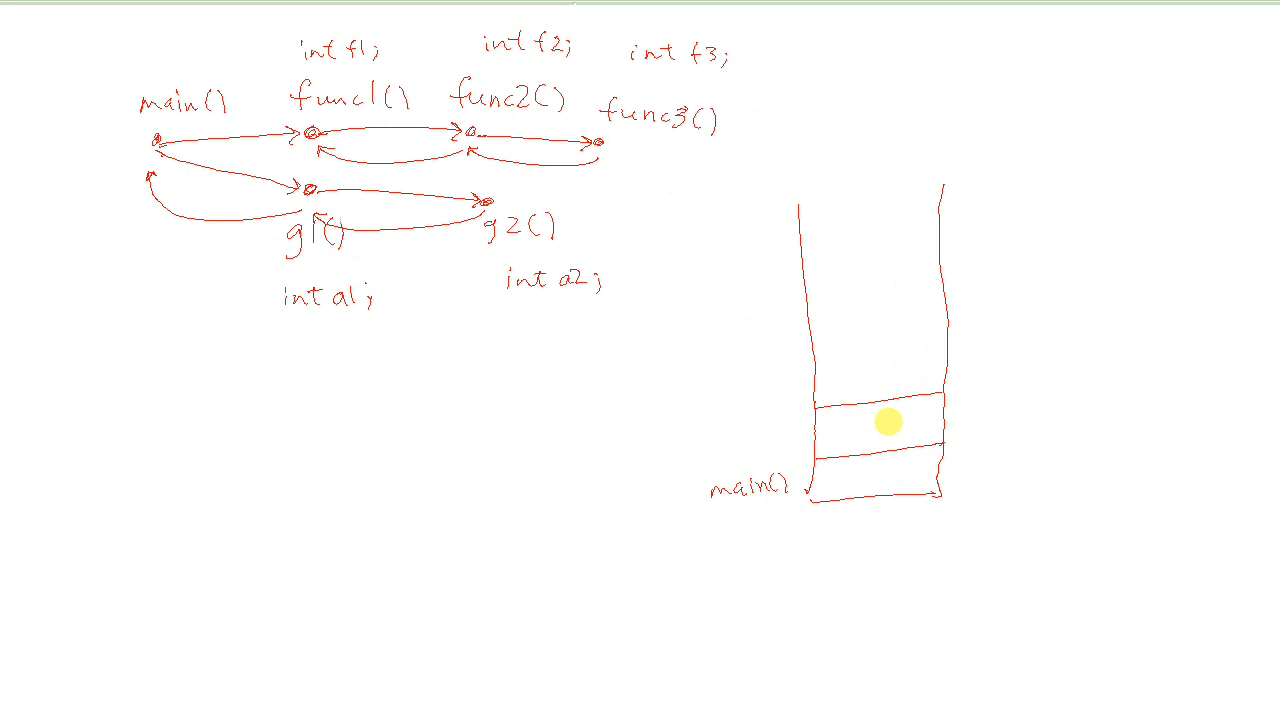 int f1;
int f2;
int f3;
main()
func1()
func2()
func3()
g1()
g2()
int a1;
int a2;
main()